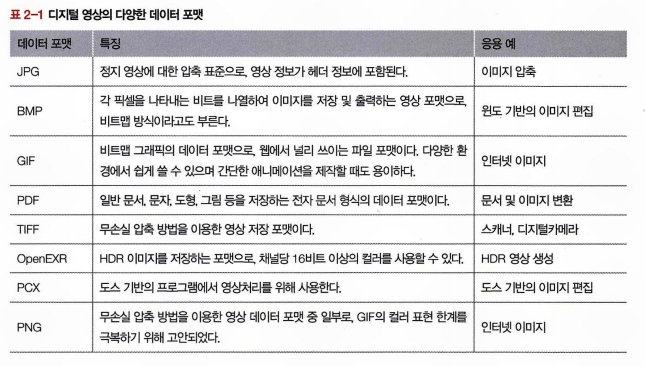 표 2-1 디지털 영상의 다양한 데이터 포맷
데이터 포맷 특징 응용 예
JPG 정지 영상에 대한 압축 표준으로, 영상 정보가 헤더 정보에 포함된다. 이미지 압축
BMP 각 픽셀을 나타내는 비트를 나열하여 이미지를 저장 및 출력하는 영상 포맷으로, 윈도 기반의 이미지 편집
비트맵 방식이라고도 부른다.
GIF 비트맵 그래픽의 데이터 포맷으로, 웹에서 널리 쓰이는 파일 포맷이다. 다양한 환 인터넷 이미지
경에서 쉽게 쓸 수 있으며 간단한 애니메이션을 제작할 때도 용이하다.
PDF 일반 문서, 문자, 도형, 그림 등을 저장하는 전자 문서 형식의 데이터 포맷이다. 문서 및 이미지 변환
TIFF 무손실 압축 방법을 이용한 영상 저장 포맷이다. 스캐너, 디지털카메라
OpenEXR HDR 이미지를 저장하는 포맷으로, 채널당 16비트 이상의 컬러를 사용할 수 있다. HDR 영상 생성
PCX 도스 기반의 프로그램에서 영상처리를 위해 사용한다. 도스 기반의 이미지 편집
PNG 무손실 압축 방법을 이용한 영상 데이터 포맷 중 일부로, GIF의 컬러 표현 한계를 인터넷 이미지
극복하기 위해 고안되었다.